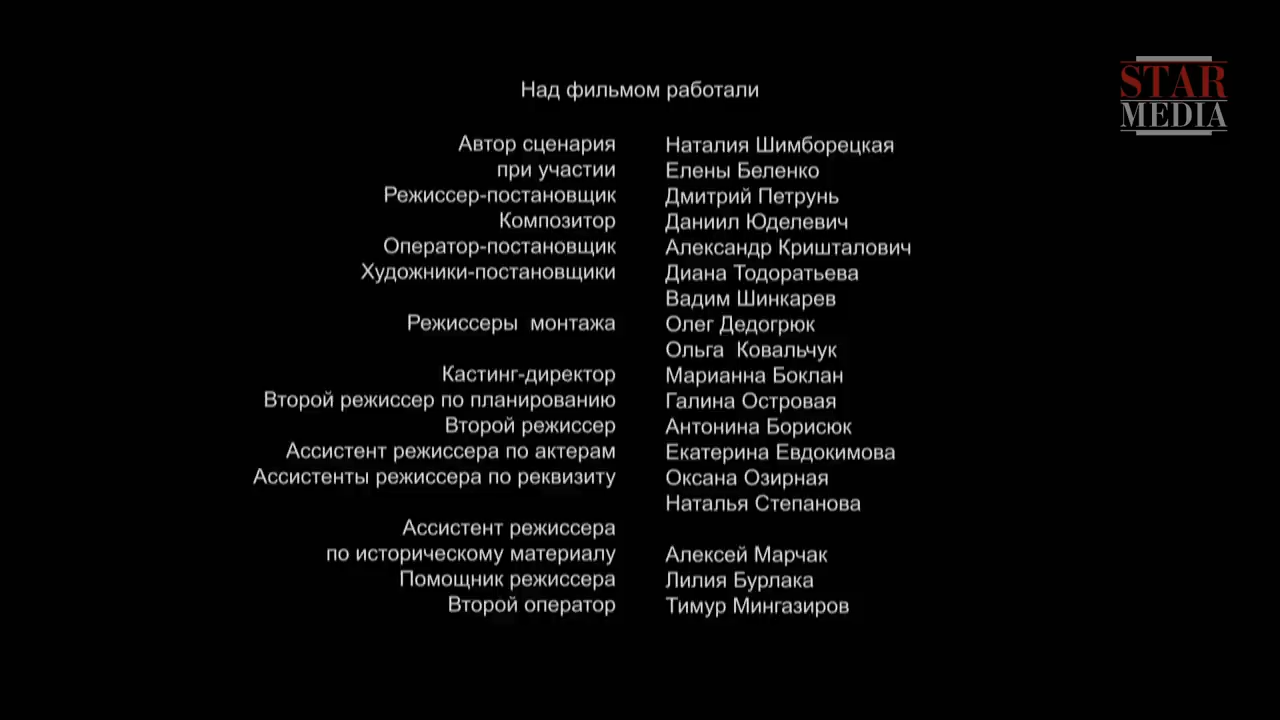 STAR
MEDIA
Над фильмом работали
Автор сценария Наталия Шимборецкая
при участии Елены Беленко
Режиссер-постановщик Дмитрий Петрунь
Композитор Даниил Юделевич
Оператор-постановщик Александр Кришталович
Художники-постановщики Диана Тодоратьева
Вадим Шинкарев
Режиссеры монтажа Олег Дедогрюк
Ольга Ковальчук
Кастинг-директор Марианна Боклан
Второй режиссер по планированию Галина Островая
Второй режиссер Антонина Борисюк
Ассистент режиссера по актерам Екатерина Евдокимова
Ассистенты режиссера по реквизиту Оксана Озирная
Наталья Степанова
Ассистент режиссера
по историческому материалу Алексей Марчак
Помощник режиссера Лилия Бурлака
Второй оператор Тимур Мингазиров